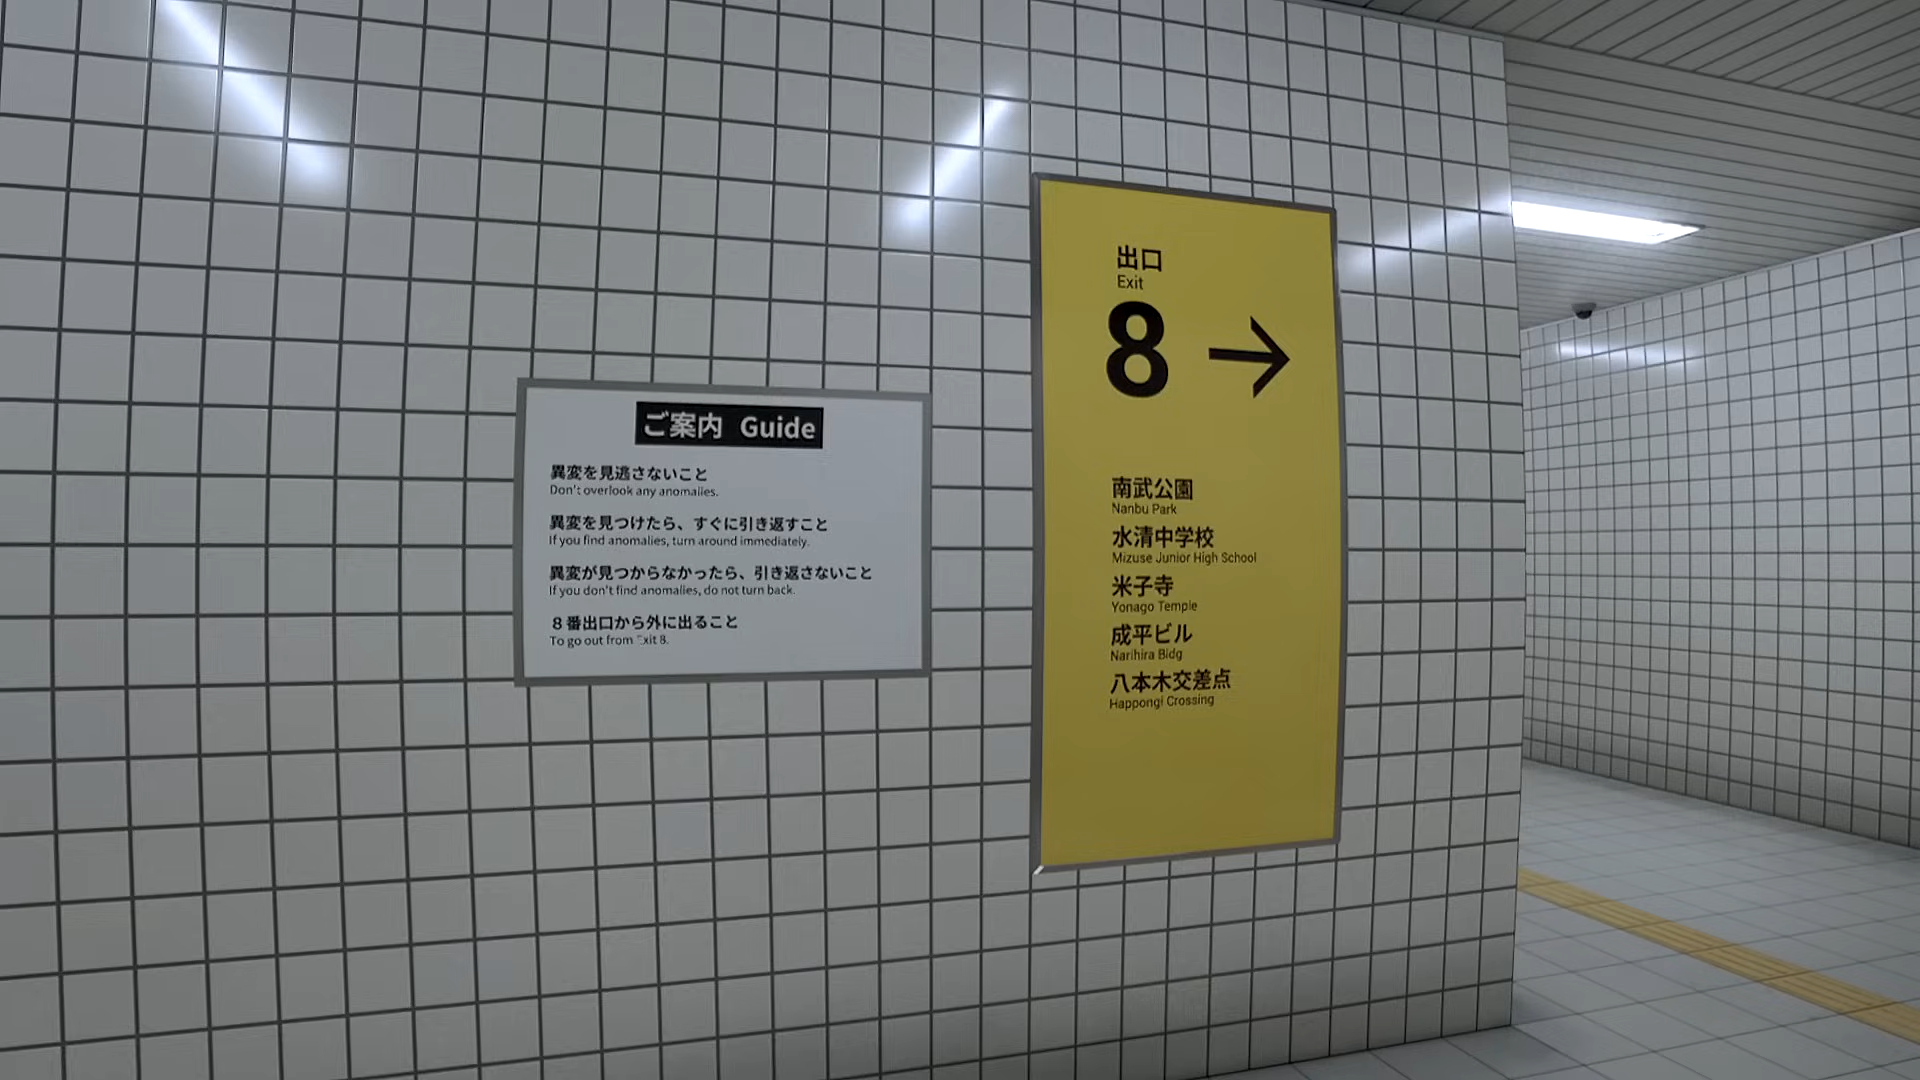 ご案内 Guide
異変を見逃さないこと
Don't overlook any anomalies.
異変を見つけたら、すぐに引き返すこと
If you find anomalies, turn around immediately.
異変が見つからなかったら、引き返さないこと
If you don't find anomalies, do not turn back.
８番出口から外に出ること
To go out from Exit 8.
出口
Exit
8 →
南武公園
Nanbu Park
水清中学校
Mizuse Junior High School
米子寺
Yonago Temple
成平ビル
Narihira Bldg
八本木交差点
Happongi Crossing